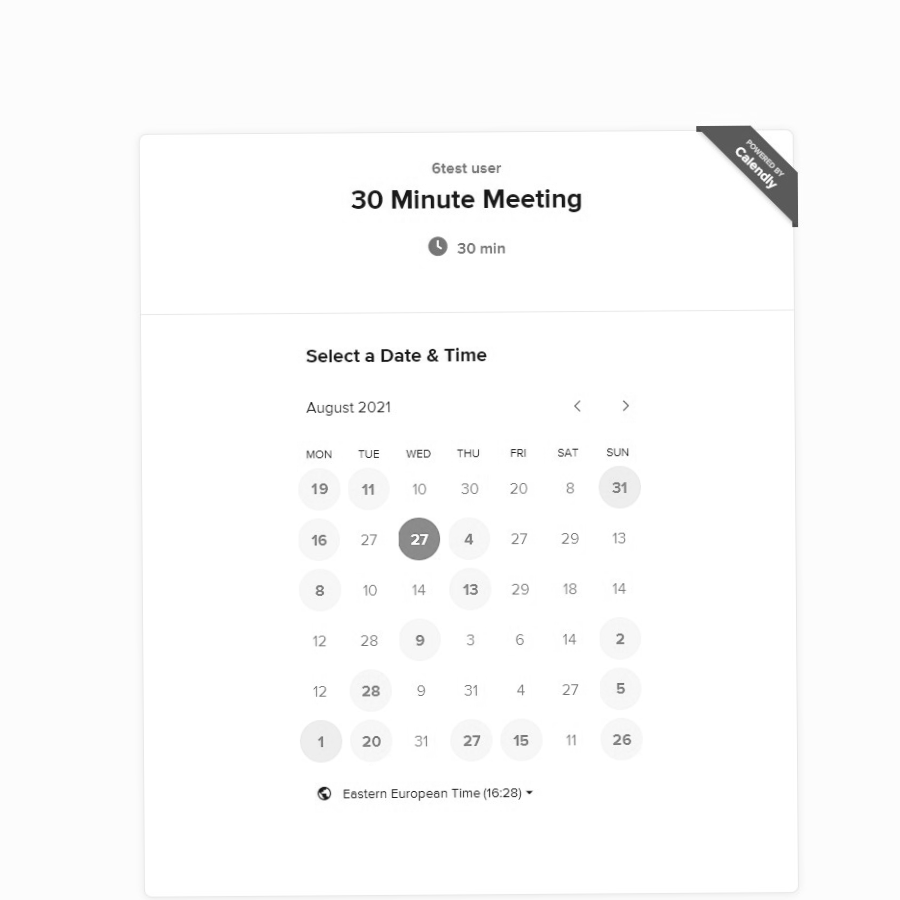 POWERED BY
Calendly
6test user
30 Minute Meeting
30 min
Select a Date & Time
August 2021
MON TUE WED THU FRI SAT SUN
19 11 10 30 20 8 31
16 27 27 4 27 29 13
8 10 14 13 29 18 14
12 28 9 3 6 14 2
12 28 9 31 4 27 5
1 20 31 27 15 11 26
Eastern European Time (16:28)